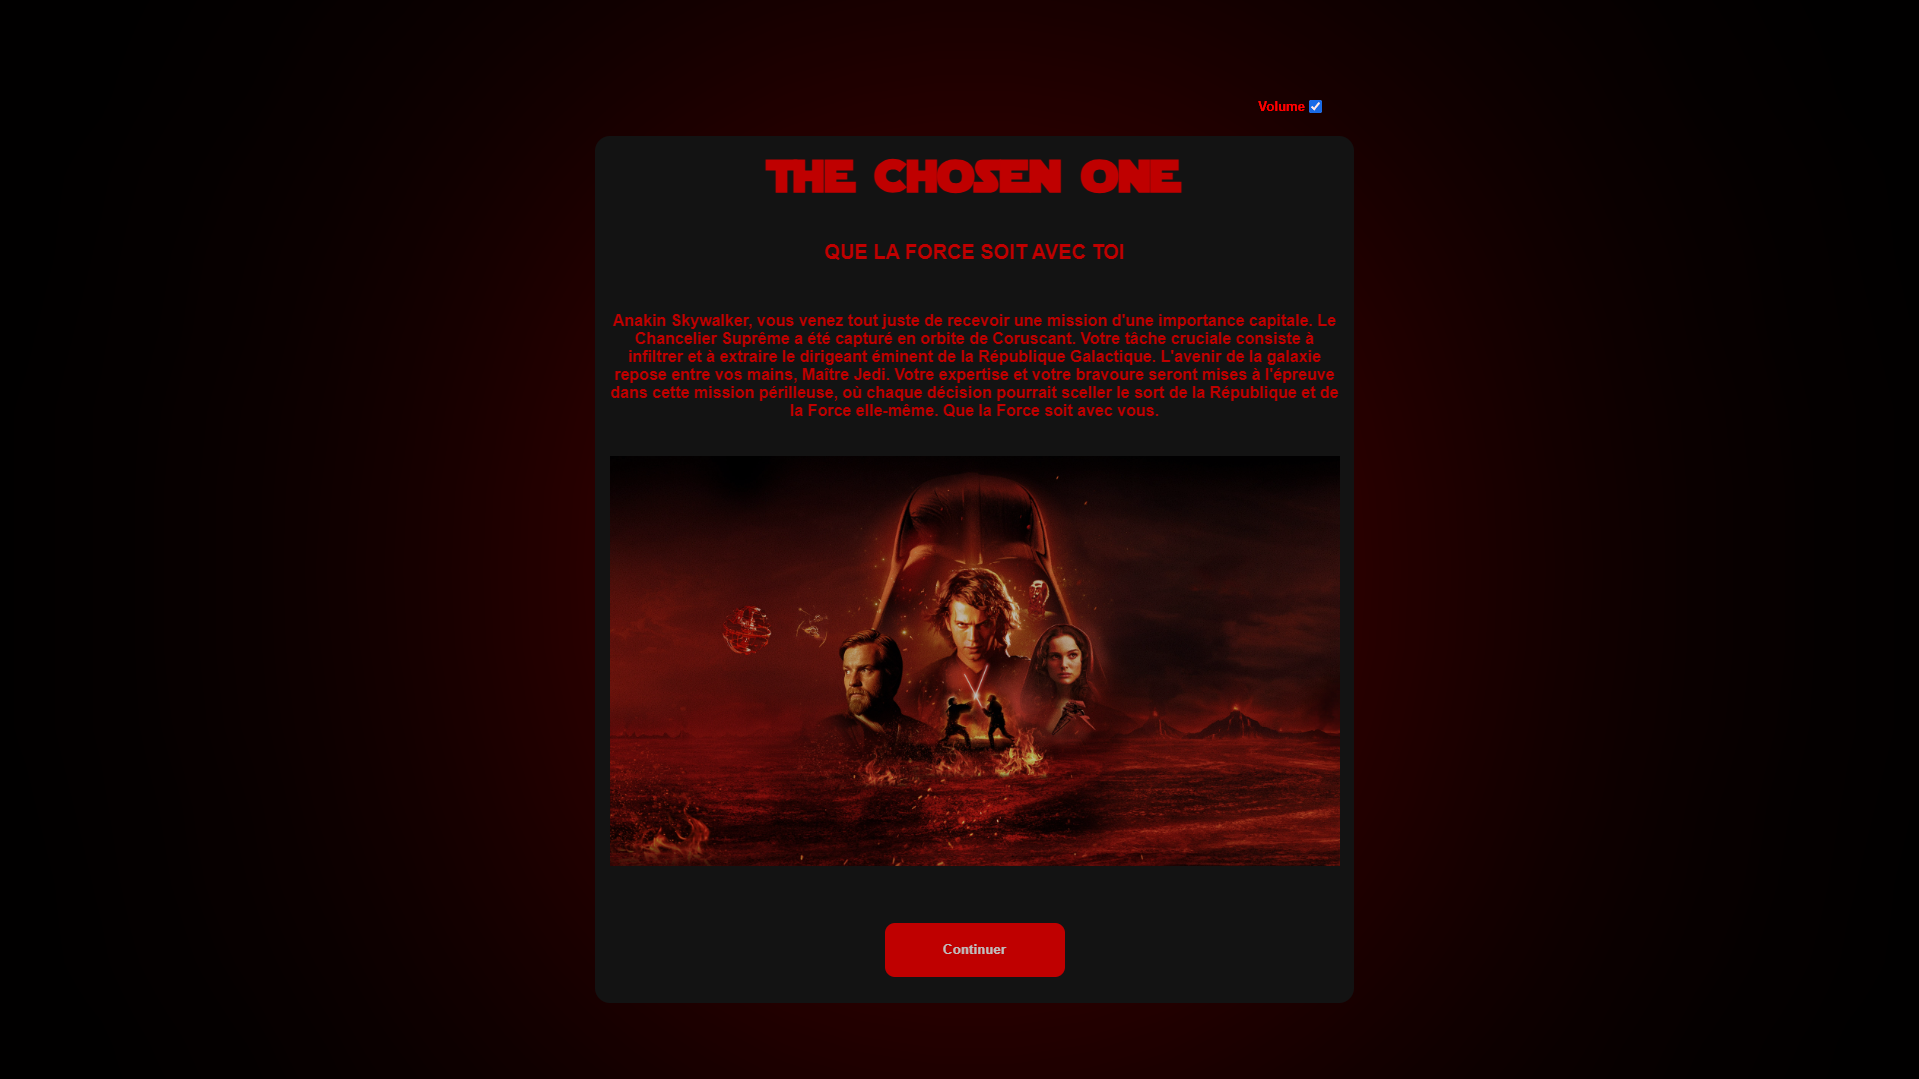 Volume
THE CHOSEN ONE
QUE LA FORCE SOIT AVEC TOI
Anakin Skywalker, vous venez tout juste de recevoir une mission d'une importance capitale. Le
Chancelier Suprême a été capturé en orbite de Coruscant. Votre tâche cruciale consiste à
infiltrer et à extraire le dirigeant éminent de la République Galactique. L'avenir de la galaxie
repose entre vos mains, Maître Jedi. Votre expertise et votre bravoure seront mises à l'épreuve
dans cette mission périlleuse, où chaque décision pourrait sceller le sort de la République et de
la Force elle-même. Que la Force soit avec vous.
Continuer